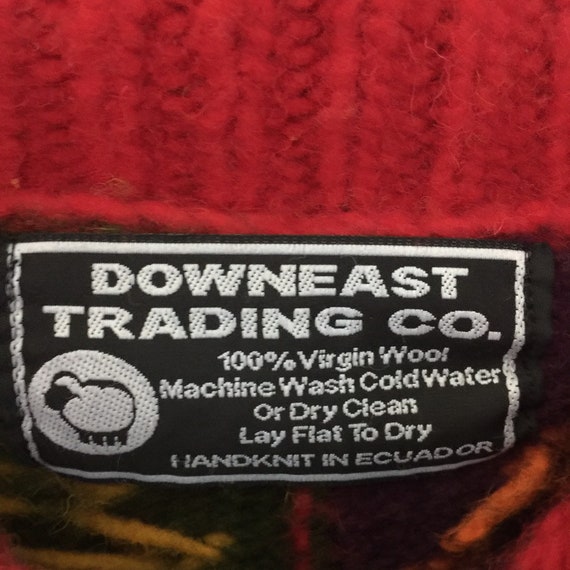 DOWNEAST
TRADING CO.
100% Virgin Wool
Machine Wash Cold Water
Or Dry Clean
Lay Flat To Dry
HANDKNIT IN ECUADOR